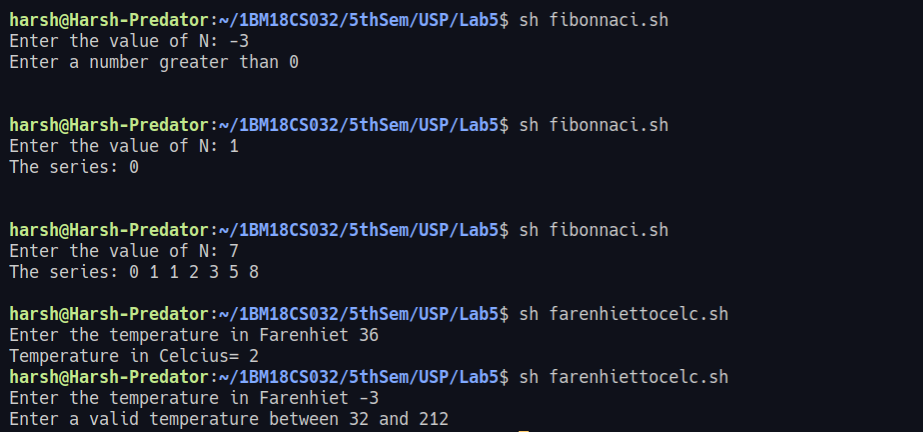 harsh@Harsh-Predator:~/1BM18CS032/5thSem/USP/Lab5$ sh fibonnaci.sh
Enter the value of N: -3
Enter a number greater than 0
harsh@Harsh-Predator:~/1BM18CS032/5thSem/USP/Lab5$ sh fibonnaci.sh
Enter the value of N: 1
The series: 0
harsh@Harsh-Predator:~/1BM18CS032/5thSem/USP/Lab5$ sh fibonnaci.sh
Enter the value of N: 7
The series: 0 1 1 2 3 5 8
harsh@Harsh-Predator:~/1BM18CS032/5thSem/USP/Lab5$ sh farenhiettocelc.sh
Enter the temperature in Farenhiet 36
Temperature in Celcius= 2
harsh@Harsh-Predator:~/1BM18CS032/5thSem/USP/Lab5$ sh farenhiettocelc.sh
Enter the temperature in Farenhiet -3
Enter a valid temperature between 32 and 212